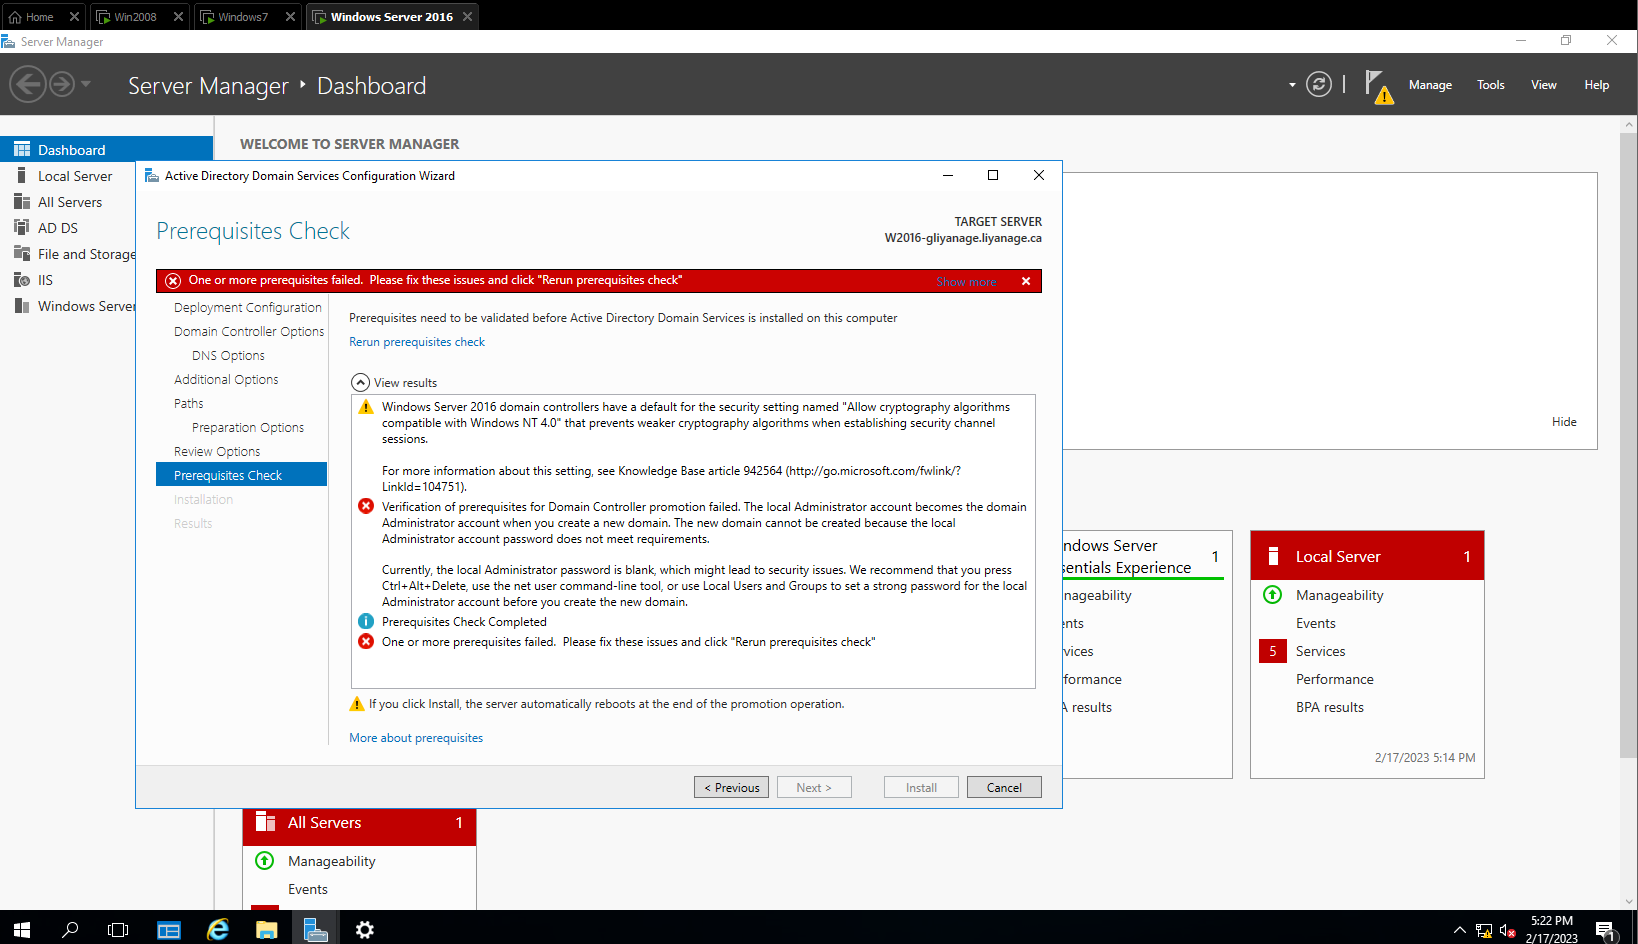 Home
Win2008
Windows7
Windows Server 2016
Server Manager
Server Manager
Dashboard
Manage
Tools
View
Help
Dashboard
Local Server
All Servers
AD DS
File and Storage
IIS
Windows Server
WELCOME TO SERVER MANAGER
Active Directory Domain Services Configuration Wizard
Prerequisites Check
TARGET SERVER
W2016-gliyanage.liyanage.ca
One or more prerequisites failed.  Please fix these issues and click "Rerun prerequisites check"
Show more
Deployment Configuration
Domain Controller Options
DNS Options
Additional Options
Paths
Preparation Options
Review Options
Prerequisites Check
Installation
Results
Prerequisites need to be validated before Active Directory Domain Services is installed on this computer
Rerun prerequisites check
View results
Windows Server 2016 domain controllers have a default for the security setting named "Allow cryptography algorithms
compatible with Windows NT 4.0" that prevents weaker cryptography algorithms when establishing security channel
sessions.
For more information about this setting, see Knowledge Base article 942564 (http://go.microsoft.com/fwlink/?
LinkId=104751).
Verification of prerequisites for Domain Controller promotion failed. The local Administrator account becomes the domain
Administrator account when you create a new domain. The new domain cannot be created because the local
Administrator account password does not meet requirements.
Currently, the local Administrator password is blank, which might lead to security issues. We recommend that you press
Ctrl+Alt+Delete, use the net user command-line tool, or use Local Users and Groups to set a strong password for the local
Administrator account before you create the new domain.
Prerequisites Check Completed
One or more prerequisites failed.  Please fix these issues and click "Rerun prerequisites check"
If you click Install, the server automatically reboots at the end of the promotion operation.
More about prerequisites
< Previous
Next >
Install
Cancel
Hide
ndows Server
sentials Experience
1
nageability
ents
vices
formance
A results
Local Server
1
Manageability
Events
5
Services
Performance
BPA results
2/17/2023 5:14 PM
All Servers
1
Manageability
Events
5:22 PM
2/17/2023
1